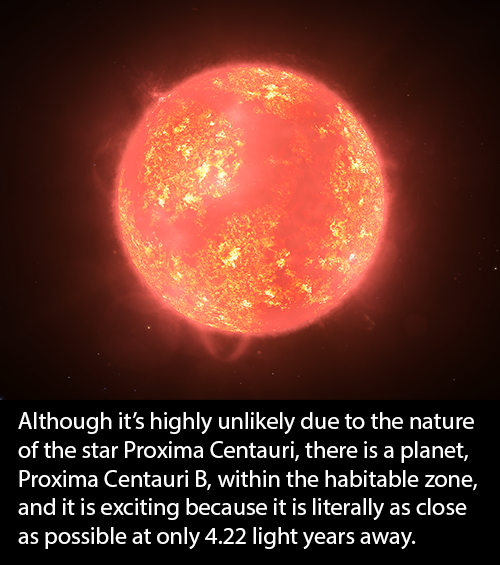 Although it’s highly unlikely due to the nature
of the star Proxima Centauri, there is a planet,
Proxima Centauri B, within the habitable zone,
and it is exciting because it is literally as close
as possible at only 4.22 light years away.